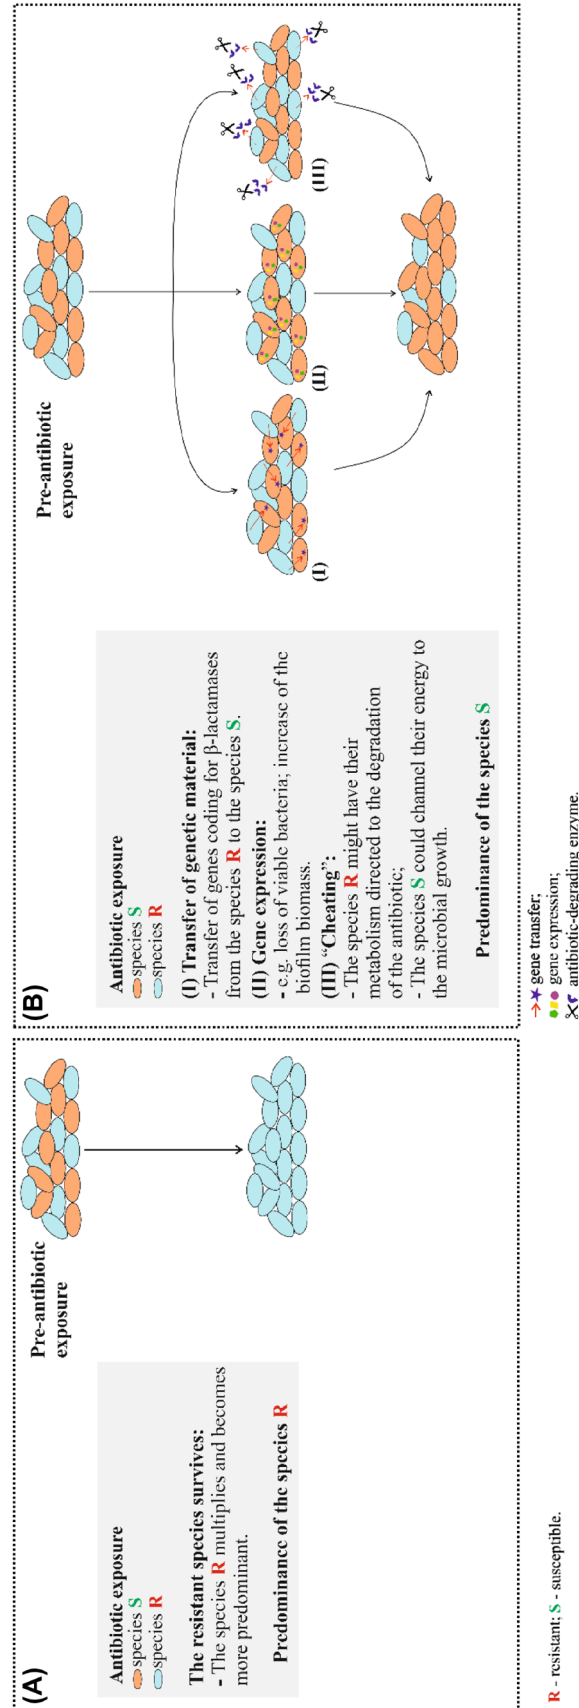 (A)
Pre-antibiotic
exposure
Antibiotic exposure
species S
species R
The resistant species survives:
- The species R multiplies and becomes
more predominant.
Predominance of the species R
(B)
Pre-antibiotic
exposure
Antibiotic exposure
species S
species R
(I) Transfer of genetic material:
- Transfer of genes coding for β-lactamases
from the species R to the species S.
(II) Gene expression:
- e.g. loss of viable bacteria; increase of the
biofilm biomass.
(III) “Cheating”:
- The species R might have their
metabolism directed to the degradation
of the antibiotic;
- The species S could channel their energy to
the microbial growth.
Predominance of the species S
(I)
(II)
(III)
R - resistant; S - susceptible.
gene transfer;
gene expression;
antibiotic-degrading enzyme.